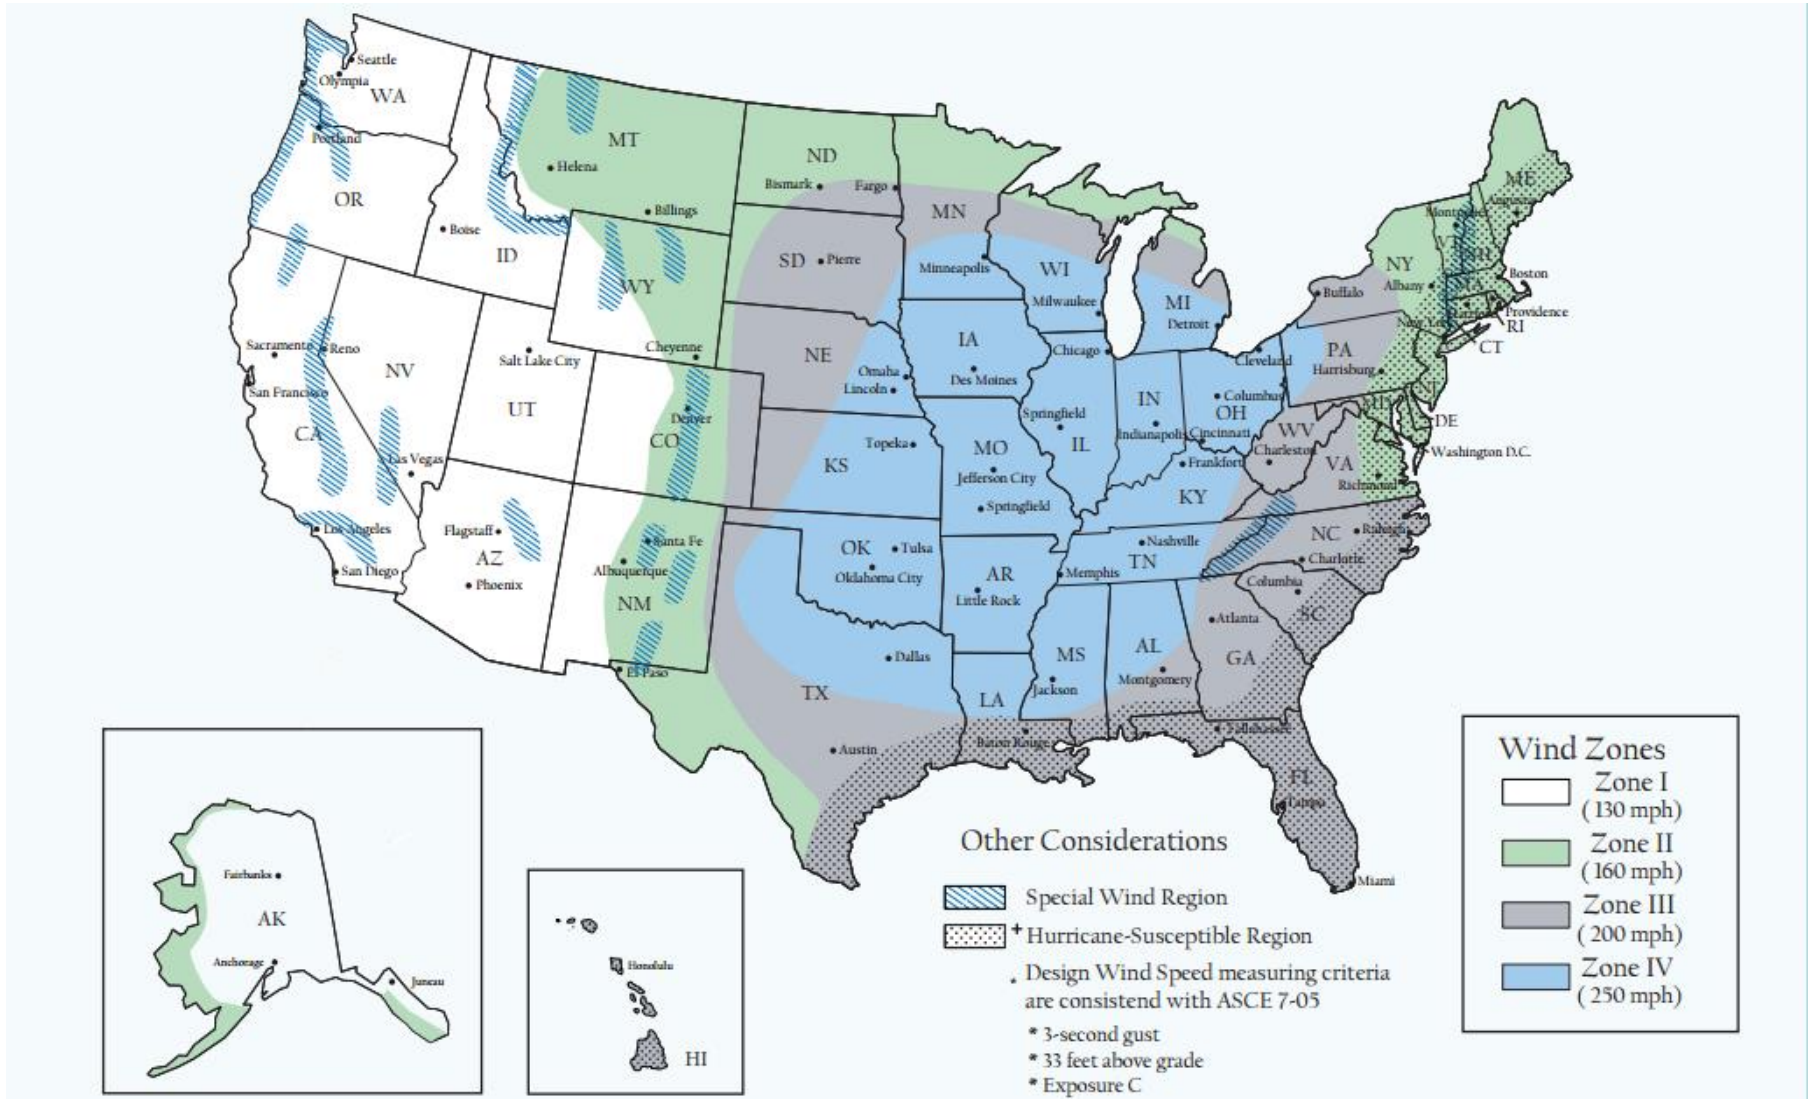 Seattle
Olympia
WA
Portland
OR
MT
Helena
Billings
Boise
ID
WY
Cheyenne
ND
Bismark
Fargo
MN
Minneapolis
SD
Pierre
WI
Milwaukee
MI
Detroit
ME
Augusta
VT
NY
Albany
Buffalo
Boston
Providence
RI
CT
Sacramento
Reno
San Francisco
NV
CA
Las Vegas
Los Angeles
San Diego
Salt Lake City
UT
Denver
CO
NE
Omaha
Lincoln
IA
Des Moines
Chicago
Springfield
IL
IN
Indianapolis
Cleveland
Columbus
OH
Cincinnati
PA
Harrisburg
NJ
MD
DE
Washington D.C.
WV
Charleston
VA
Richmond
Topeka
KS
MO
Jefferson City
Springfield
Frankfort
KY
Flagstaff
AZ
Phoenix
Santa Fe
Albuquerque
NM
El Paso
OK
Tulsa
Oklahoma City
AR
Little Rock
Nashville
TN
Memphis
NC
Raleigh
Charlotte
Columbia
SC
Atlanta
GA
Dallas
TX
Austin
LA
Baton Rouge
MS
Jackson
AL
Montgomery
Tallahassee
FL
Tampa
Miami
Fairbanks
AK
Anchorage
Juneau
Honolulu
HI
Other Considerations
Special Wind Region
+ Hurricane-Susceptible Region
. Design Wind Speed measuring criteria
are consistend with ASCE 7-05
* 3-second gust
* 33 feet above grade
* Exposure C
Wind Zones
Zone I
( 130 mph)
Zone II
( 160 mph)
Zone III
( 200 mph)
Zone IV
( 250 mph)